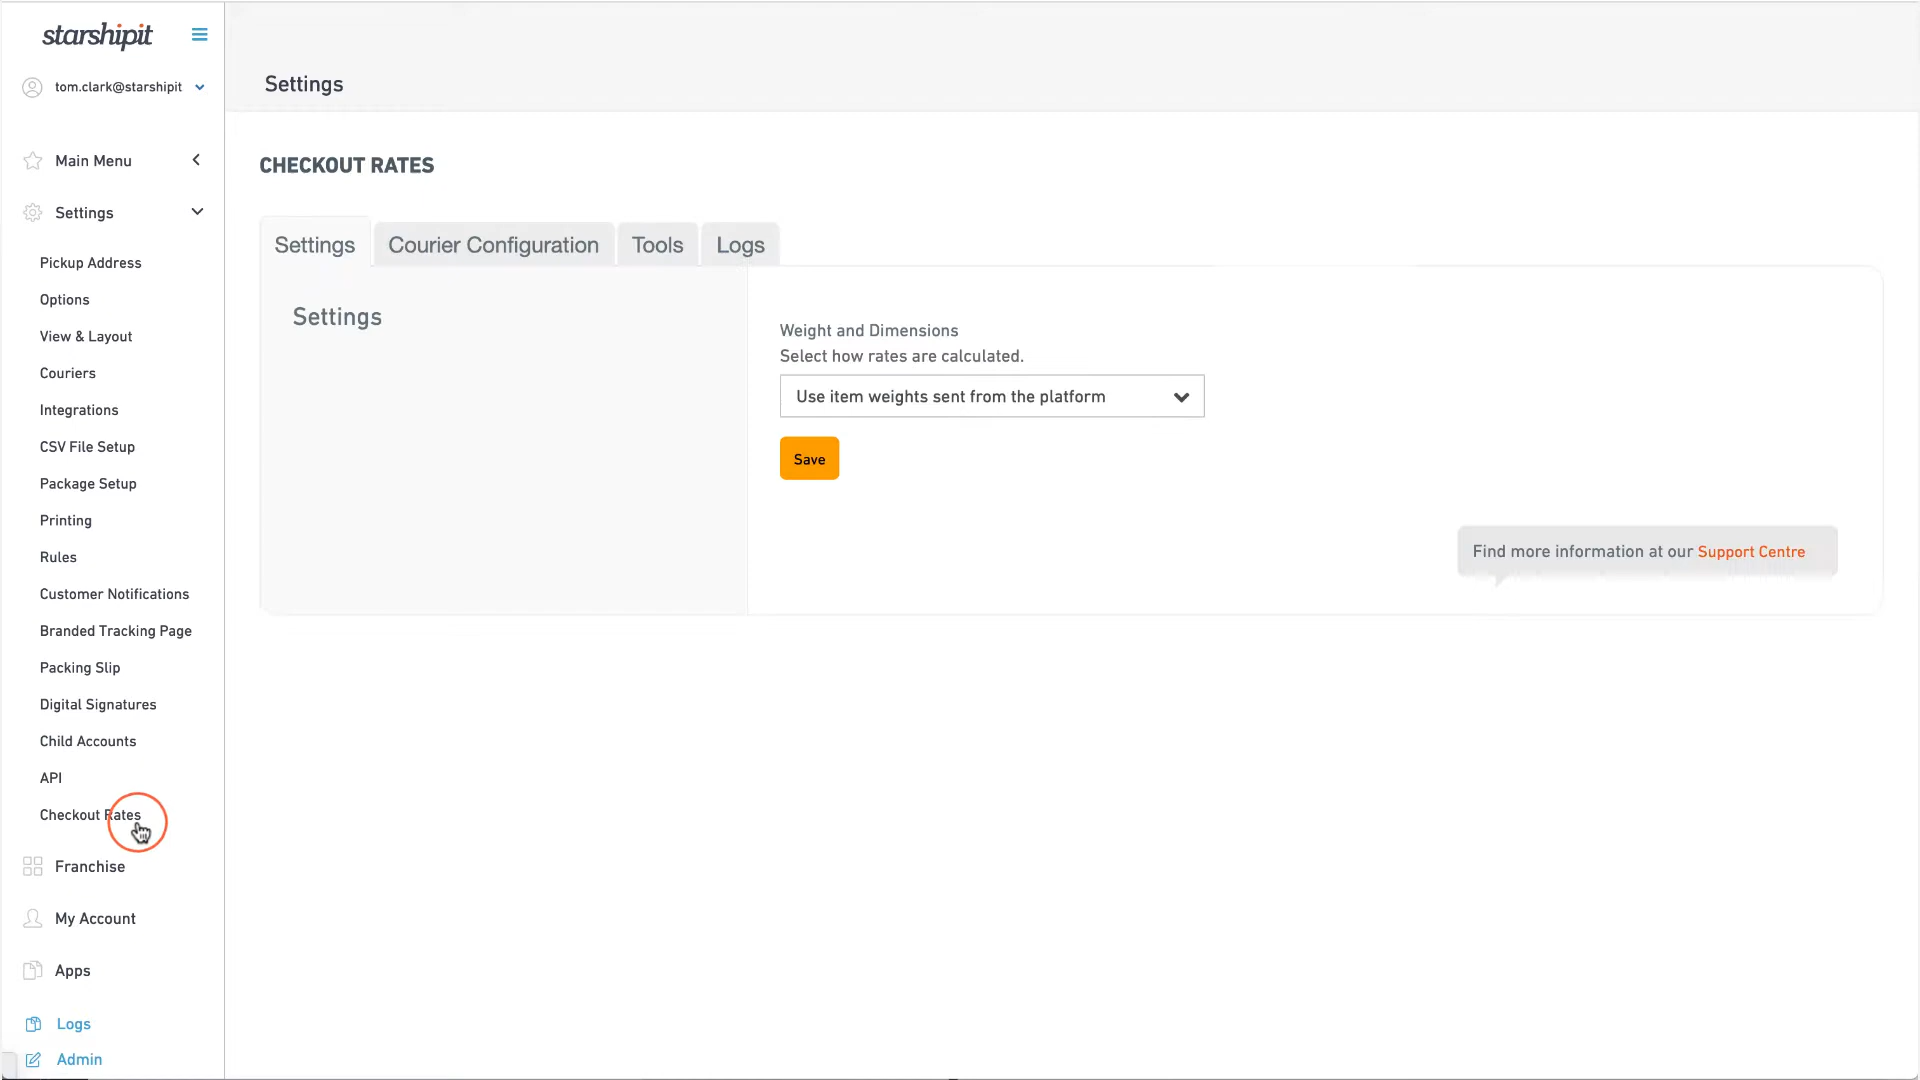 starshipit
tom.clark@starshipit
Main Menu
Settings
Pickup Address
Options
View & Layout
Couriers
Integrations
CSV File Setup
Package Setup
Printing
Rules
Customer Notifications
Branded Tracking Page
Packing Slip
Digital Signatures
Child Accounts
API
Checkout Rates
Franchise
My Account
Apps
Logs
Admin
Settings
CHECKOUT RATES
Settings Courier Configuration Tools Logs
Settings
Weight and Dimensions
Select how rates are calculated.
Use item weights sent from the platform
Save
Find more information at our Support Centre